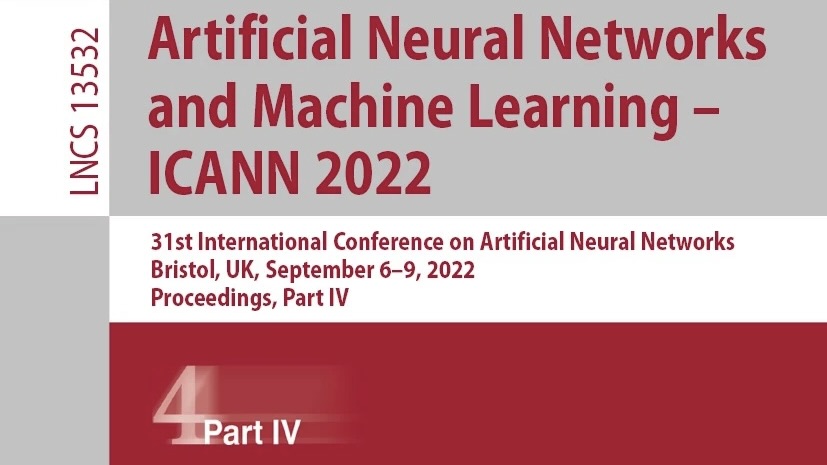 LNCS 13532
Artificial Neural Networks
and Machine Learning –
ICANN 2022
31st International Conference on Artificial Neural Networks
Bristol, UK, September 6–9, 2022
Proceedings, Part IV
4
Part IV